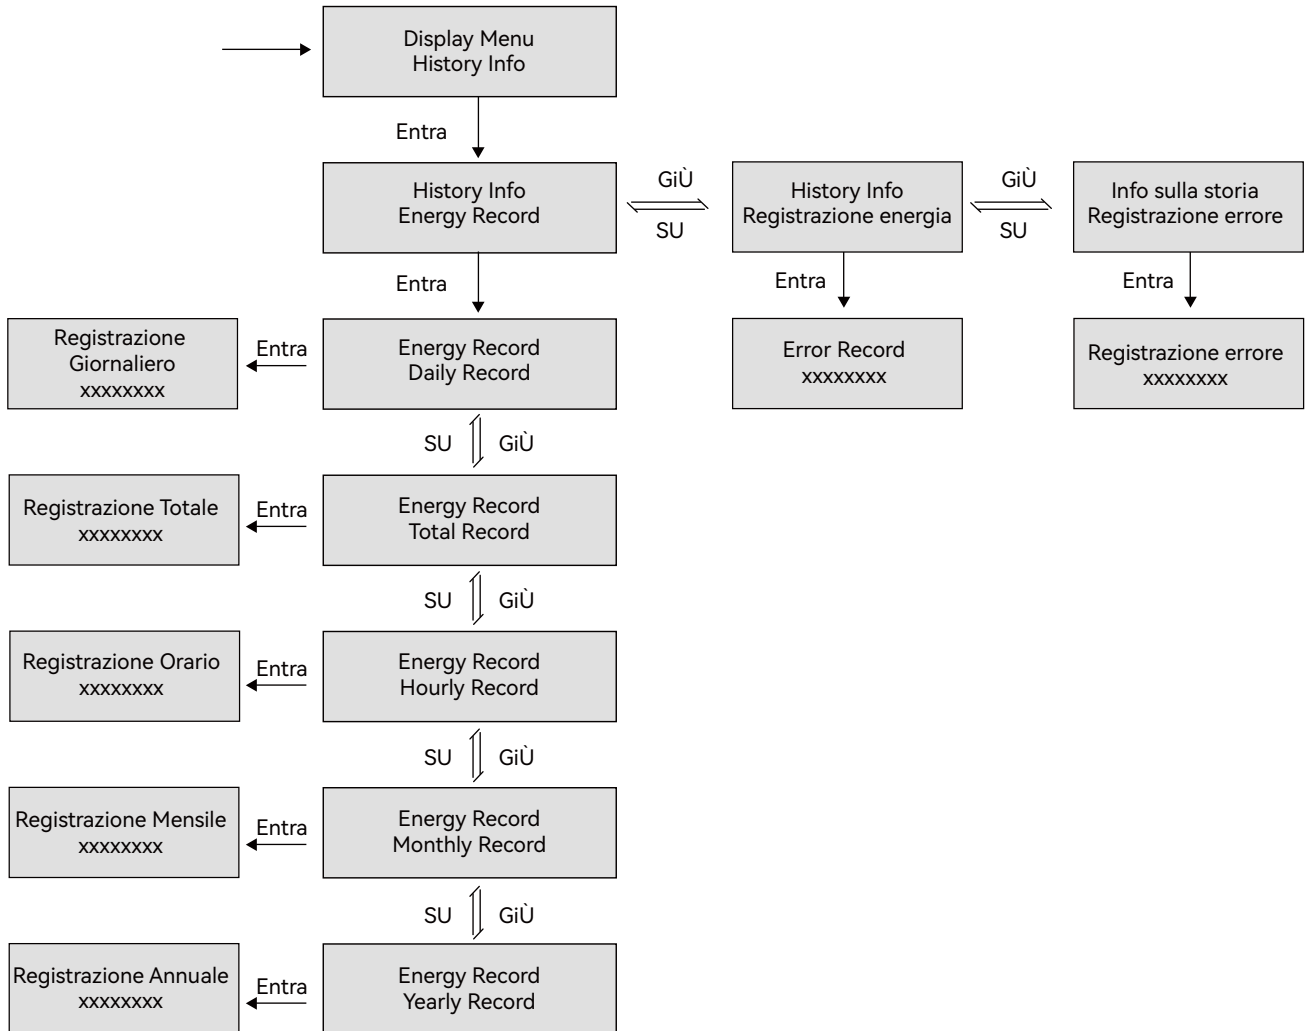 Display Menu
History Info
Entra
History Info
Energy Record
GiÙ
SU
History Info
Registrazione energia
GiÙ
SU
Info sulla storia
Registrazione errore
Entra
Entra
Entra
Registrazione
Giornaliero
xxxxxxxx
Entra
Energy Record
Daily Record
Error Record
xxxxxxxx
Registrazione errore
xxxxxxxx
SU
GiÙ
Registrazione Totale
xxxxxxxx
Entra
Energy Record
Total Record
SU
GiÙ
Registrazione Orario
xxxxxxxx
Entra
Energy Record
Hourly Record
SU
GiÙ
Registrazione Mensile
xxxxxxxx
Entra
Energy Record
Monthly Record
SU
GiÙ
Registrazione Annuale
xxxxxxxx
Entra
Energy Record
Yearly Record